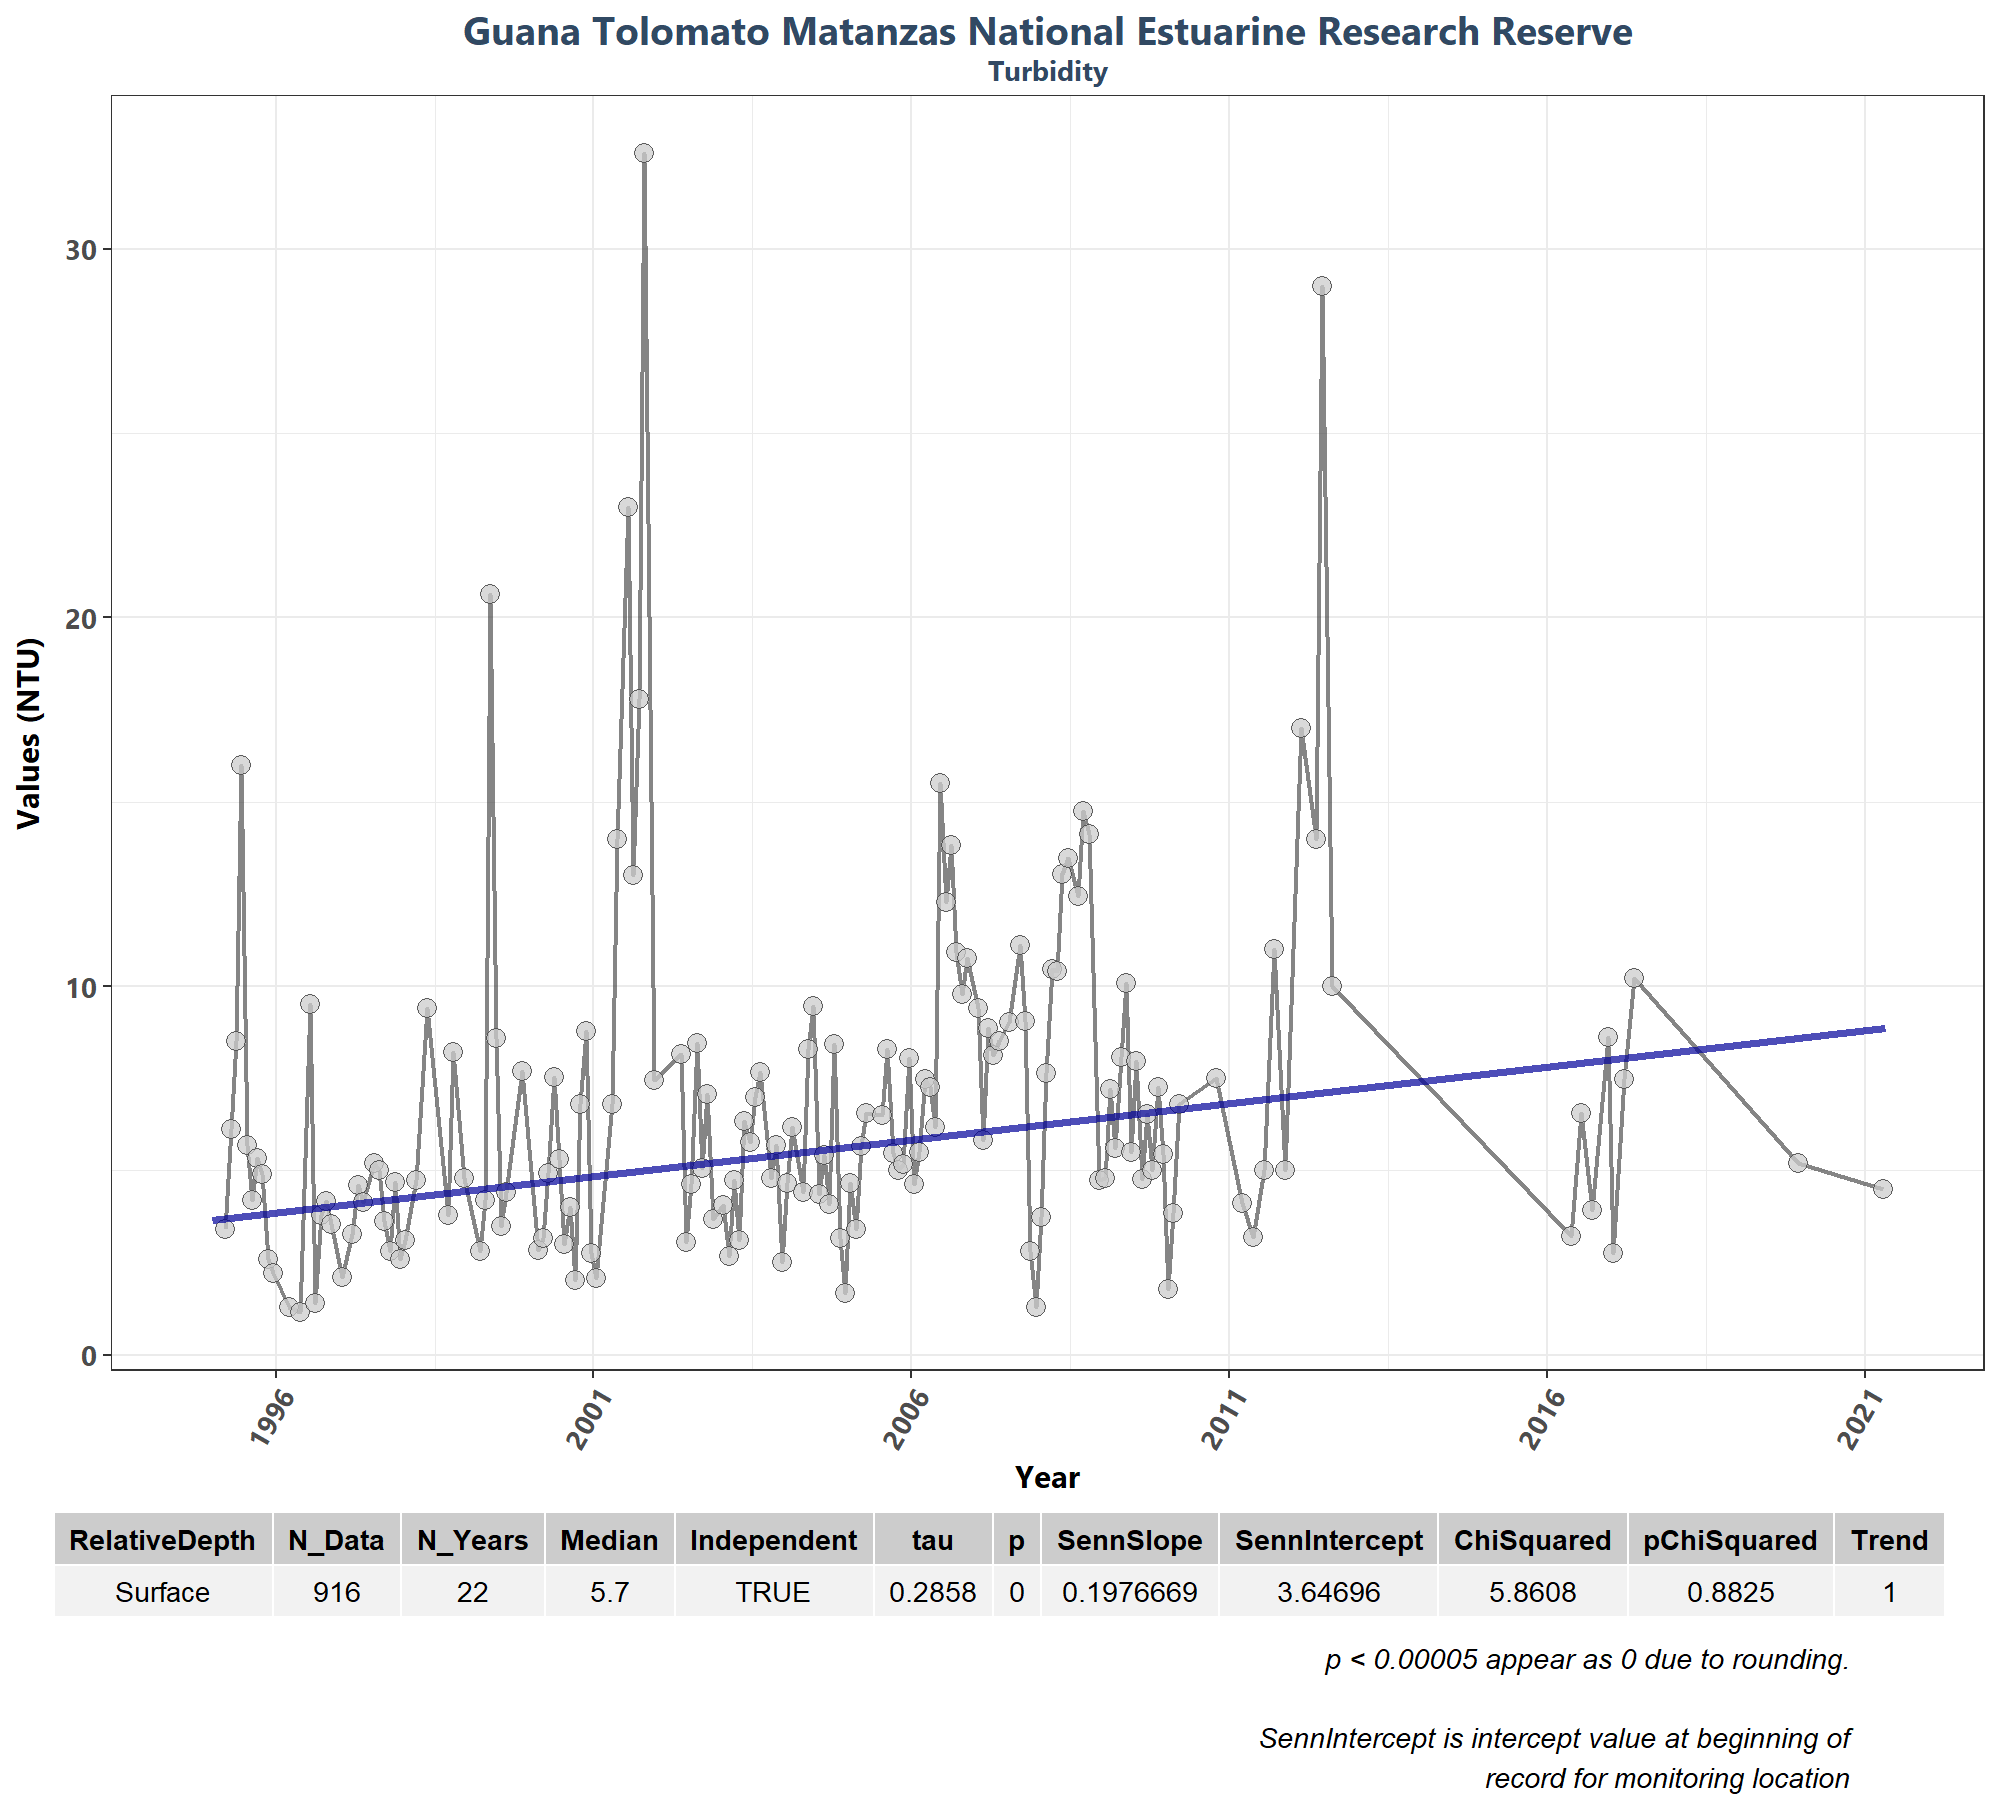 Guana Tolomato Matanzas National Estuarine Research Reserve
Turbidity
Values (NTU)
30
20
10
0
1996 2001 2006 2011 2016 2021
Year
RelativeDepth N_Data N_Years Median Independent tau p SennSlope SennIntercept ChiSquared pChiSquared Trend
Surface 916 22 5.7 TRUE 0.2858 0 0.1976669 3.64696 5.8608 0.8825 1
p < 0.00005 appear as 0 due to rounding.
SennIntercept is intercept value at beginning of
record for monitoring location